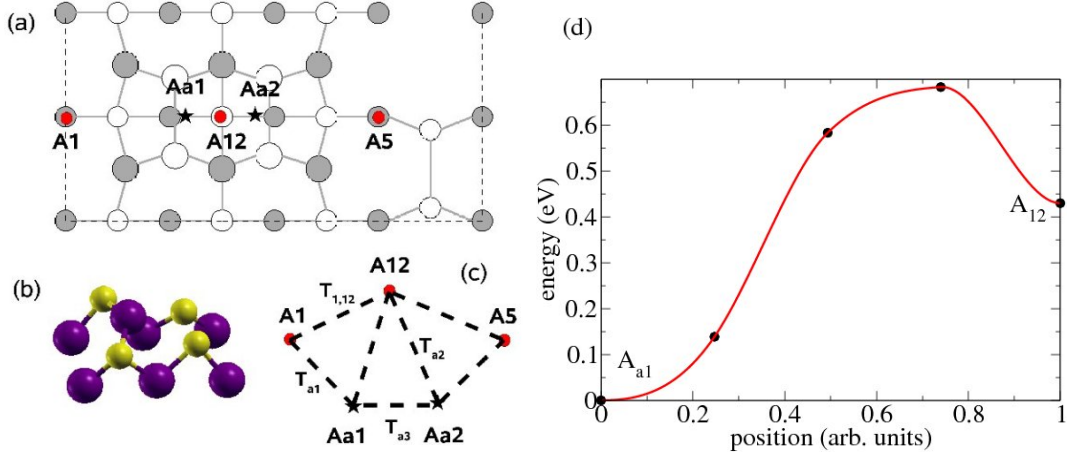 (a)
Aa1 Aa2
A1 A12 A5
(b)
(c)
A12
T1,12
A1 A5
Ta2
Ta1
Aa1 Ta3 Aa2
(d)
energy (eV)
0.6
0.5
0.4
0.3
0.2
0.1
0
Aa1
A12
0 0.2 0.4 0.6 0.8 1
position (arb. units)